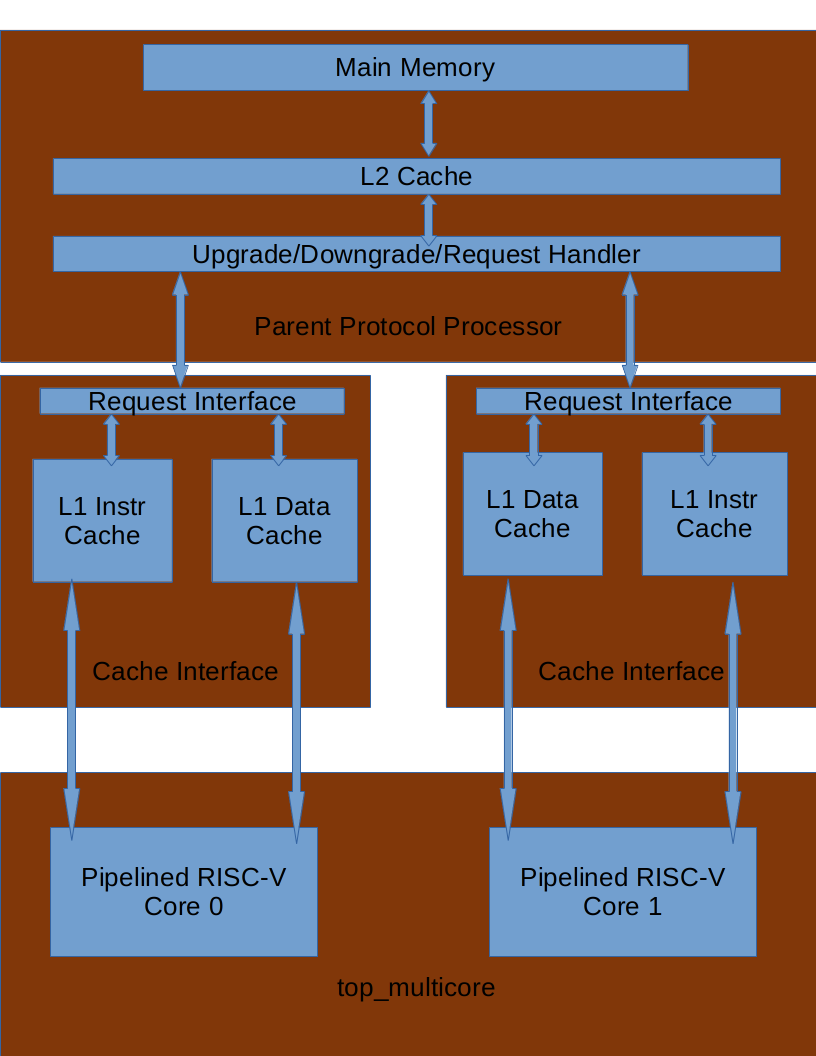 Main Memory
L2 Cache
Upgrade/Downgrade/Request Handler
Parent Protocol Processor
Request Interface
L1 Instr
Cache
L1 Data
Cache
Cache Interface
Request Interface
L1 Data
Cache
L1 Instr
Cache
Cache Interface
Pipelined RISC-V
Core 0
Pipelined RISC-V
Core 1
top_multicore